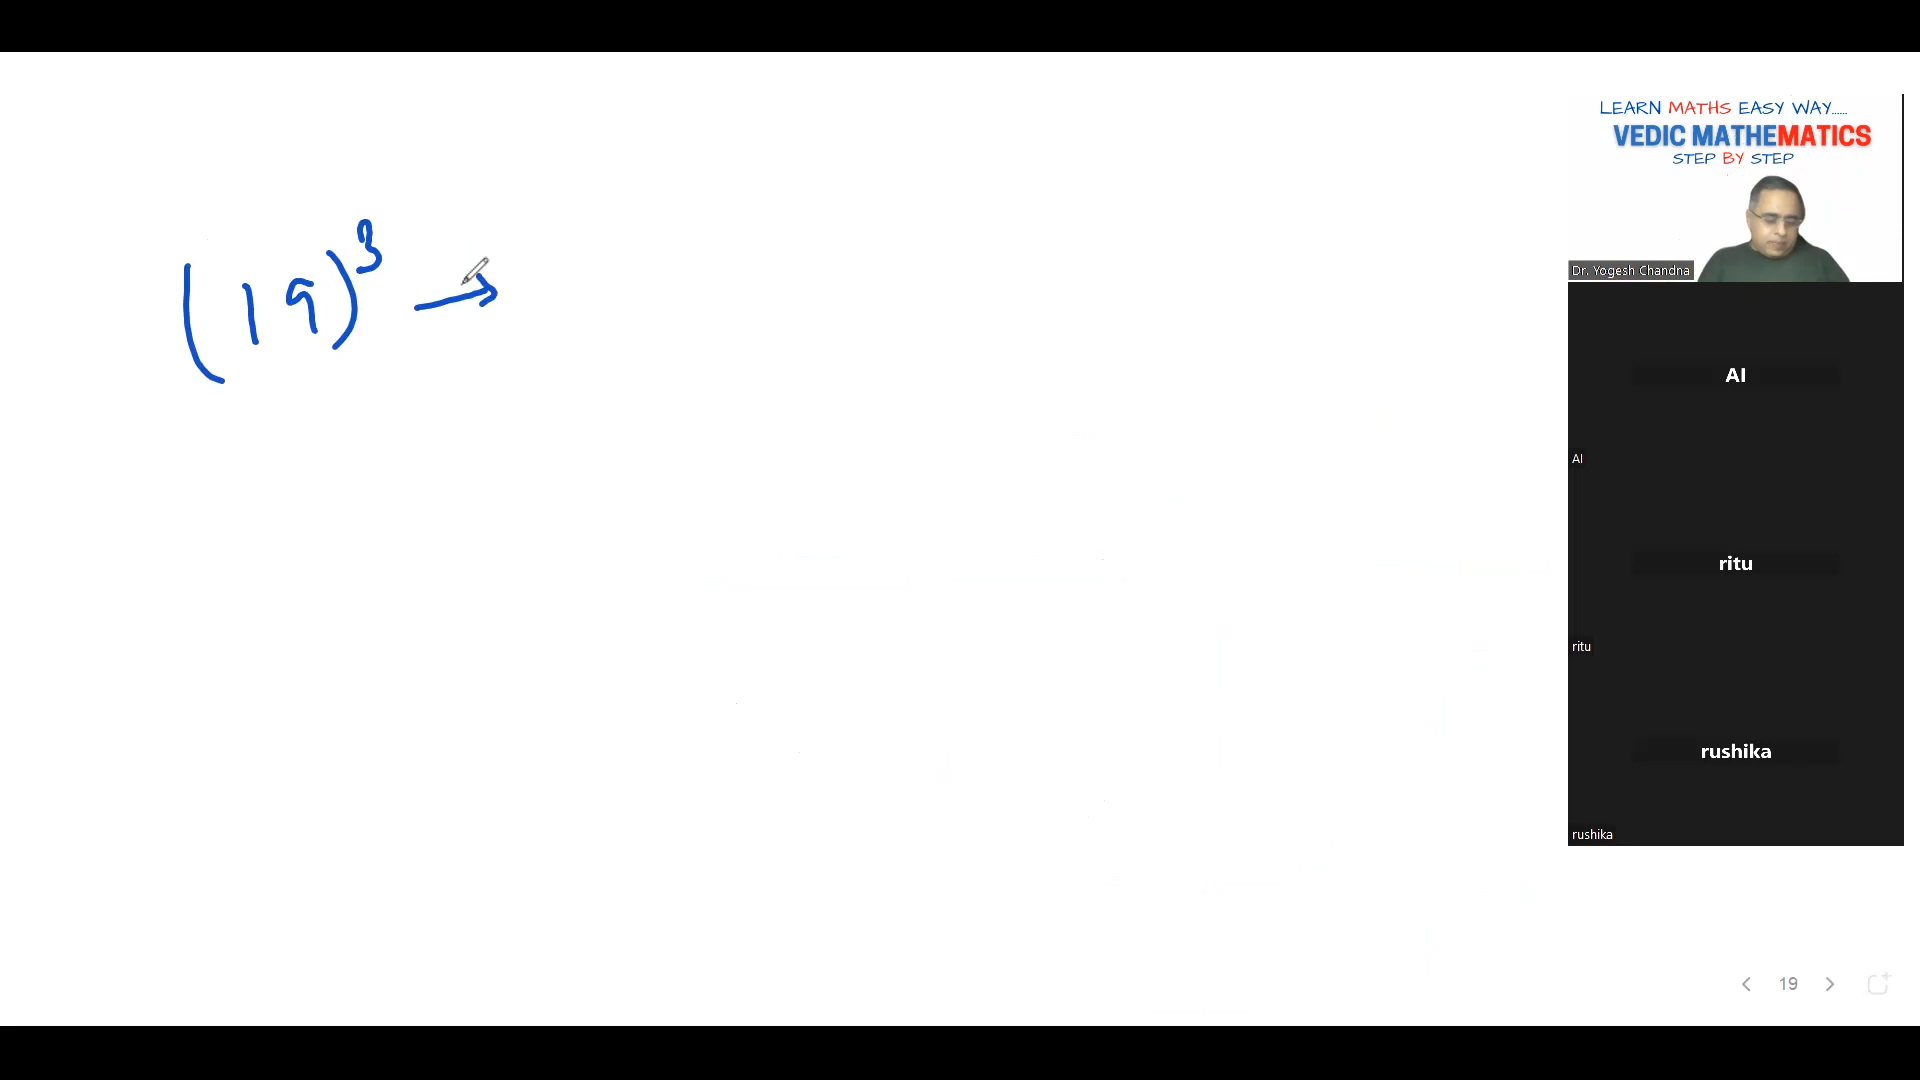 LEARN MATHS EASY WAY......
VEDIC MATHEMATICS
STEP BY STEP
(19)³ →
Dr. Yogesh Chandna
AI
AI
ritu
ritu
rushika
rushika
19